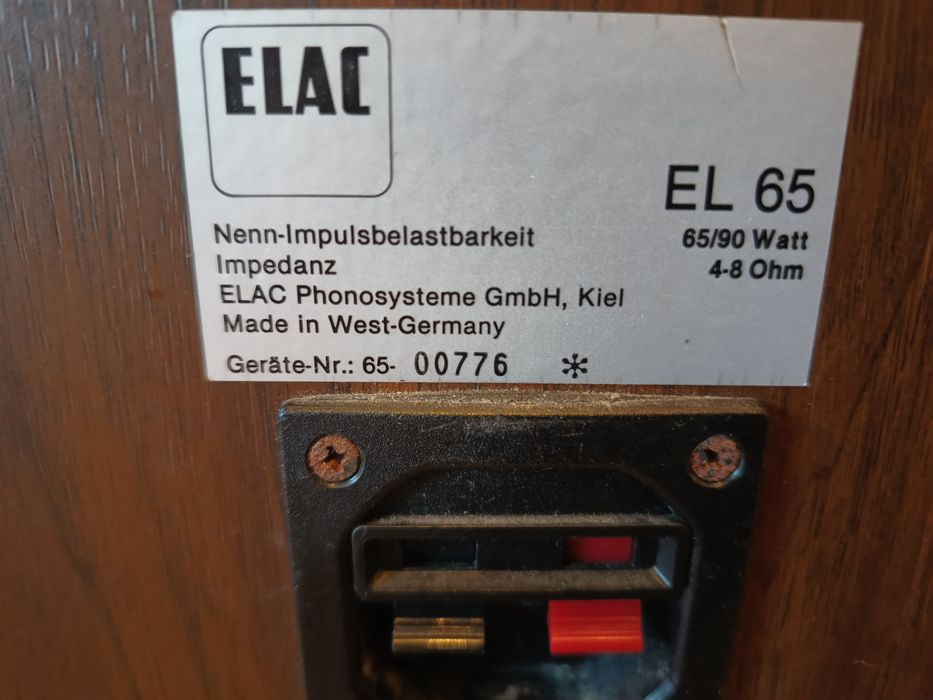 ELAC
EL 65
Nenn-Impulsbelastbarkeit 65/90 Watt
Impedanz 4-8 Ohm
ELAC Phonosysteme GmbH, Kiel
Made in West-Germany
Geräte-Nr.: 65- 00776 *